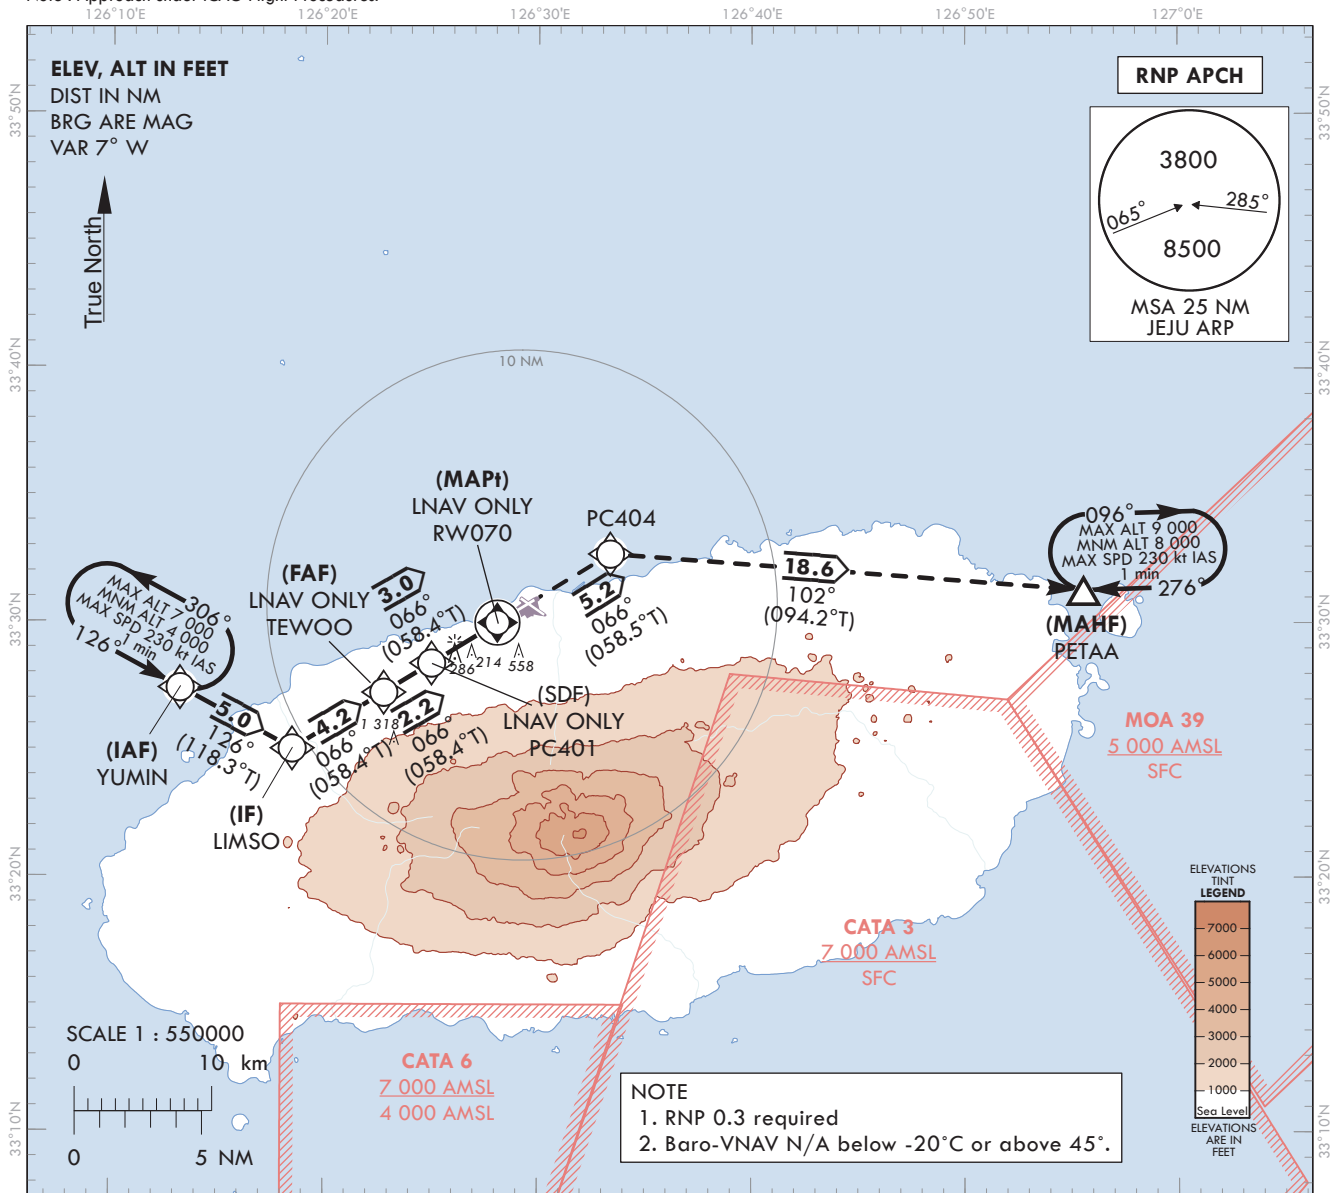 126°10'E
126°20'E
126°30'E
126°40'E
126°50'E
127°0'E
ELEV, ALT IN FEET
DIST IN NM
BRG ARE MAG
VAR 7° W
True North
RNP APCH
3800
065°
285°
8500
MSA 25 NM
JEJU ARP
33°50'N
33°50'N
33°40'N
33°40'N
33°30'N
33°30'N
33°20'N
33°20'N
33°10'N
33°10'N
10 NM
(MAPt)
LNAV ONLY
RW070
PC404
(FAF)
LNAV ONLY
TEWOO
3.0
066°
(058.4°T)
5.2
066°
(058.5°T)
18.6
102°
(094.2°T)
096°
MAX ALT 9 000
MNM ALT 8 000
MAX SPD 230 kt IAS
1 min
276°
(MAHF)
PETAA
306°
MAX ALT 7 000
MNM ALT 4 000
MAX SPD 230 kt IAS
1 min
126°
(IAF)
YUMIN
5.0
126°
(118.3°T)
(IF)
LIMSO
4.2
066°
(058.4°T)
2.2
066°
(058.4°T)
286
214
558
1 318
(SDF)
LNAV ONLY
PC401
MOA 39
5 000 AMSL
SFC
CATA 3
7 000 AMSL
SFC
CATA 6
7 000 AMSL
4 000 AMSL
SCALE 1 : 550000
0 10 km
0 5 NM
NOTE
1. RNP 0.3 required
2. Baro-VNAV N/A below -20°C or above 45°.
ELEVATIONS
TINT
LEGEND
7000
6000
5000
4000
3000
2000
1000
Sea Level
ELEVATIONS
ARE IN
FEET